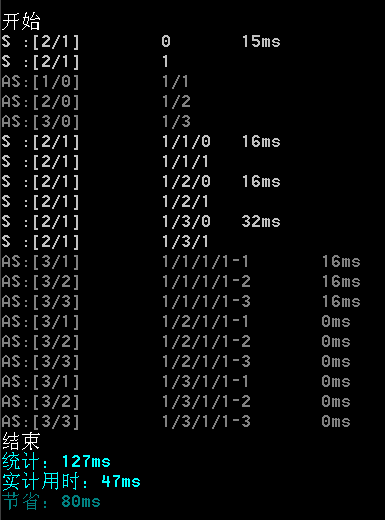 开始
S :[2/1] 0 15ms
S :[2/1] 1
AS:[1/0] 1/1
AS:[2/0] 1/2
AS:[3/0] 1/3
S :[2/1] 1/1/0 16ms
S :[2/1] 1/1/1
S :[2/1] 1/2/0 16ms
S :[2/1] 1/2/1
S :[2/1] 1/3/0 32ms
S :[2/1] 1/3/1
AS:[3/1] 1/1/1/1-1 16ms
AS:[3/2] 1/1/1/1-2 16ms
AS:[3/3] 1/1/1/1-3 16ms
AS:[3/1] 1/2/1/1-1 0ms
AS:[3/2] 1/2/1/1-2 0ms
AS:[3/3] 1/2/1/1-3 0ms
AS:[3/1] 1/3/1/1-1 0ms
AS:[3/2] 1/3/1/1-2 0ms
AS:[3/3] 1/3/1/1-3 0ms
结束
统计：127ms
实计用时：47ms
节省：80ms